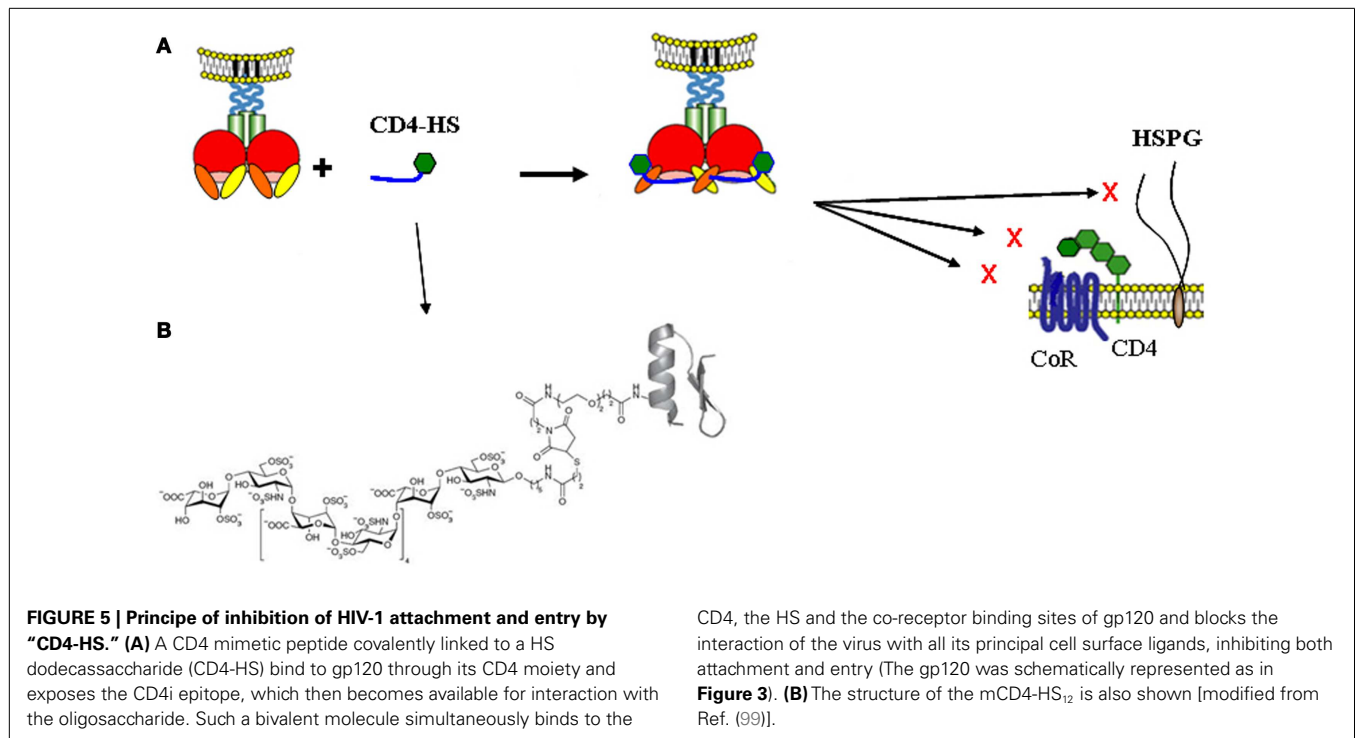 A
CD4-HS
+
HSPG
X
X
X
CoR
CD4
B
FIGURE 5 | Principe of inhibition of HIV-1 attachment and entry by
“CD4-HS.” (A) A CD4 mimetic peptide covalently linked to a HS
dodecassaccharide (CD4-HS) bind to gp120 through its CD4 moiety and
exposes the CD4i epitope, which then becomes available for interaction with
the oligosaccharide. Such a bivalent molecule simultaneously binds to the
CD4, the HS and the co-receptor binding sites of gp120 and blocks the
interaction of the virus with all its principal cell surface ligands, inhibiting both
attachment and entry (The gp120 was schematically represented as in
Figure 3). (B) The structure of the mCD4-HS₁₂ is also shown [modified from
Ref. (99)].